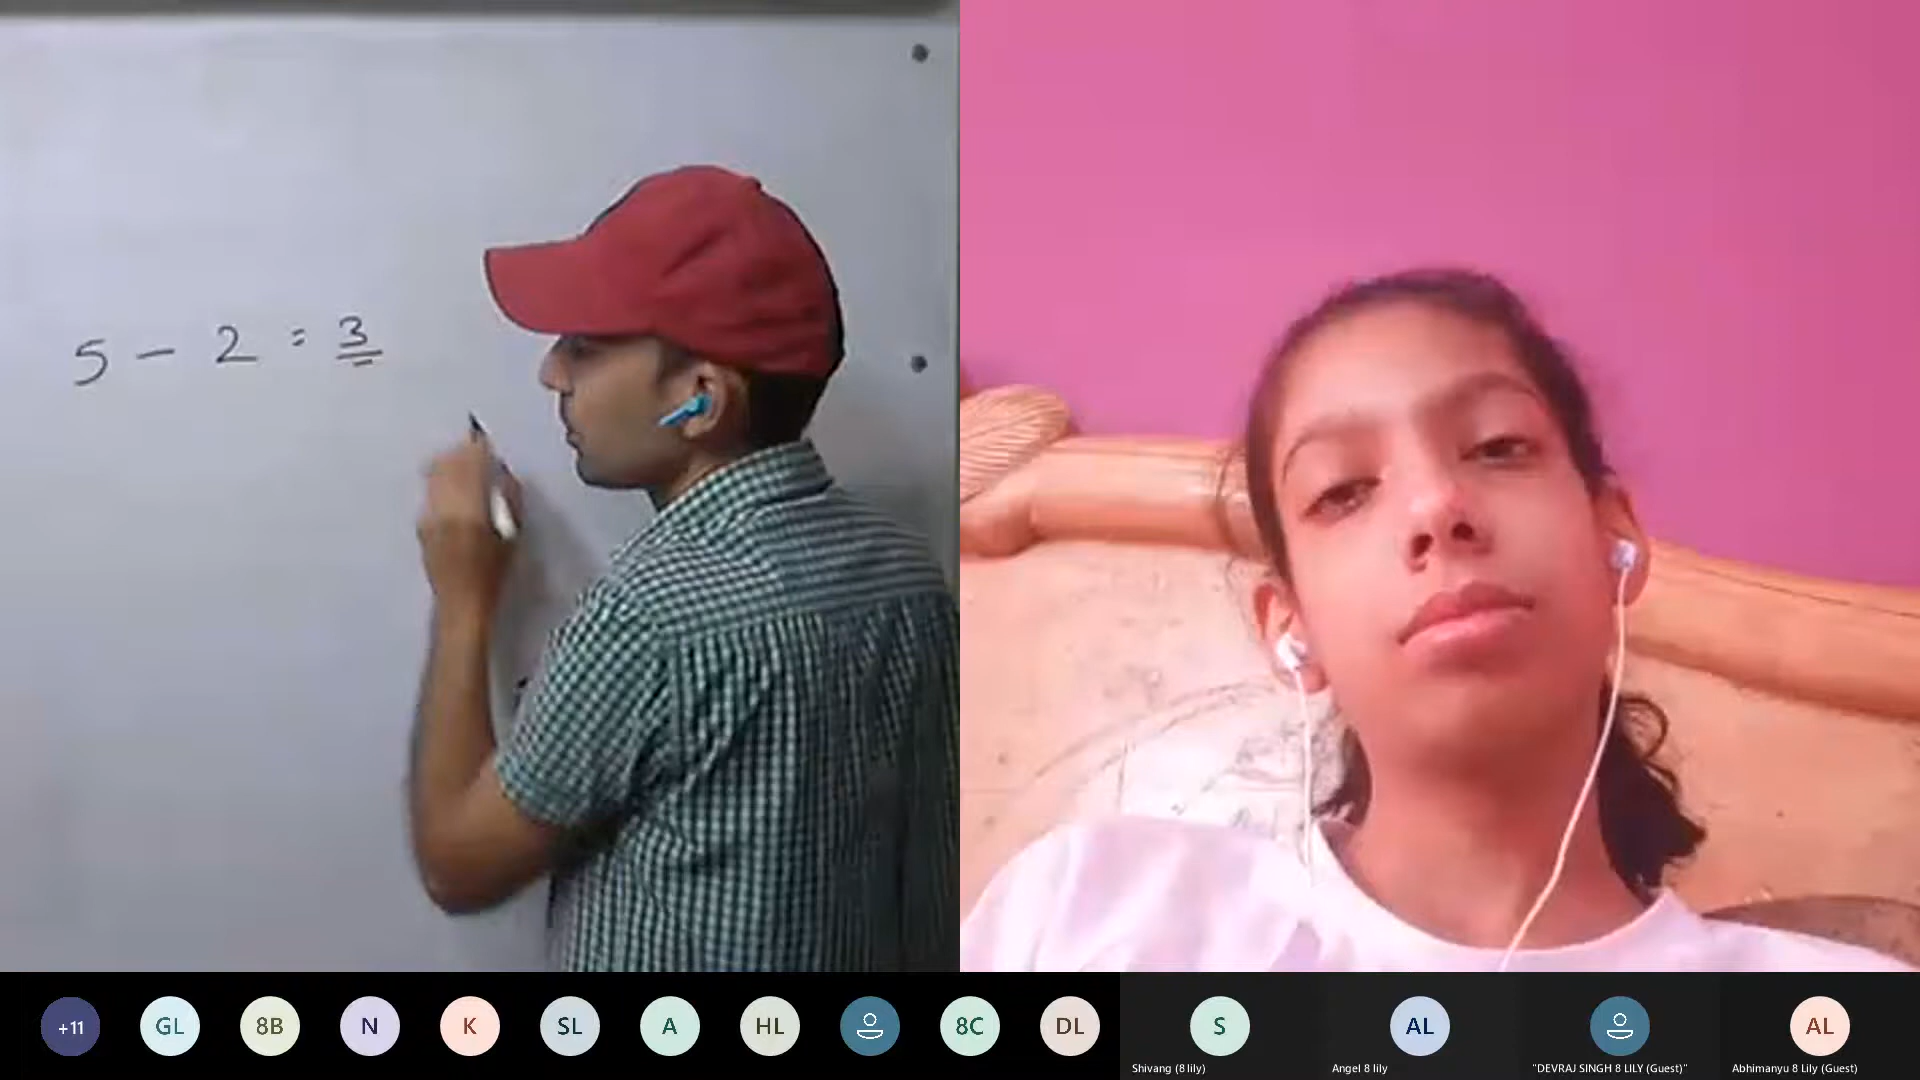 5 - 2 = 3
+11 GL 8B N K SL A HL 8C DL S AL AL
Shivang (8 lily) Angel 8 lily "DEVRAJ SINGH 8 LILY (Guest)" Abhimanyu 8 Lily (Guest)